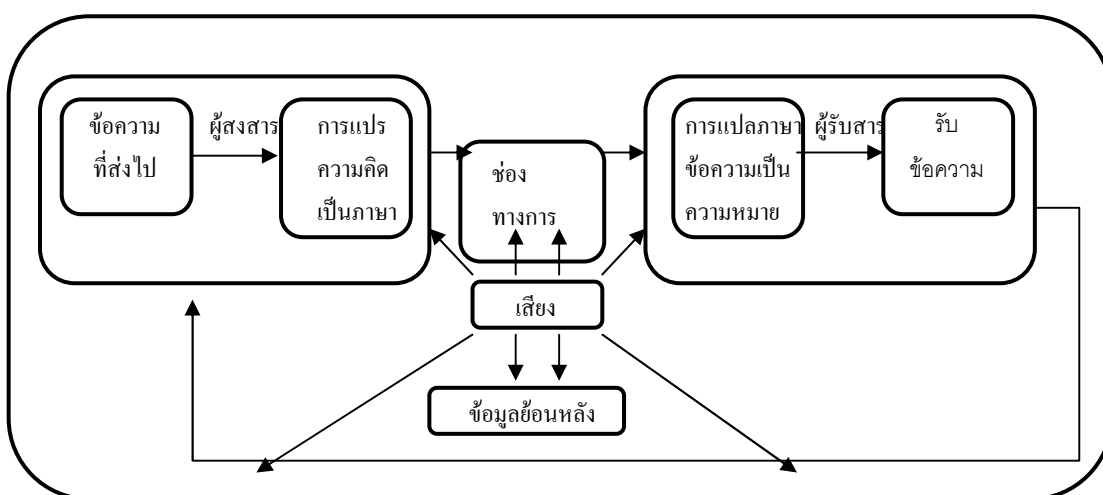 ข้อความ
ที่ส่งไป
ผู้สงสาร
การแปร
ความคิด
เป็นภาษา
ช่อง
ทางการ
การแปลภาษา
ข้อความเป็น
ความหมาย
ผู้รับสาร
รับ
ข้อความ
เสียง
ข้อมูลย้อนหลัง